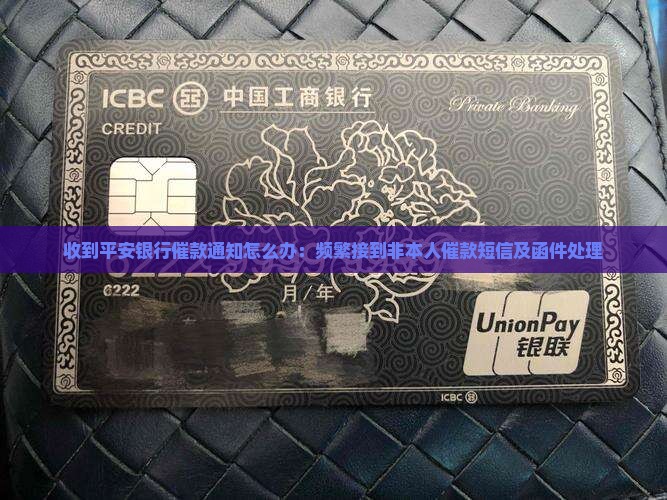 ICBC 中国工商银行
Private Banking
CREDIT
收到平安银行催款通知怎么办：频繁接到非本人催款短信及函件处理
6222
月/年
UnionPay
银联
ICBC